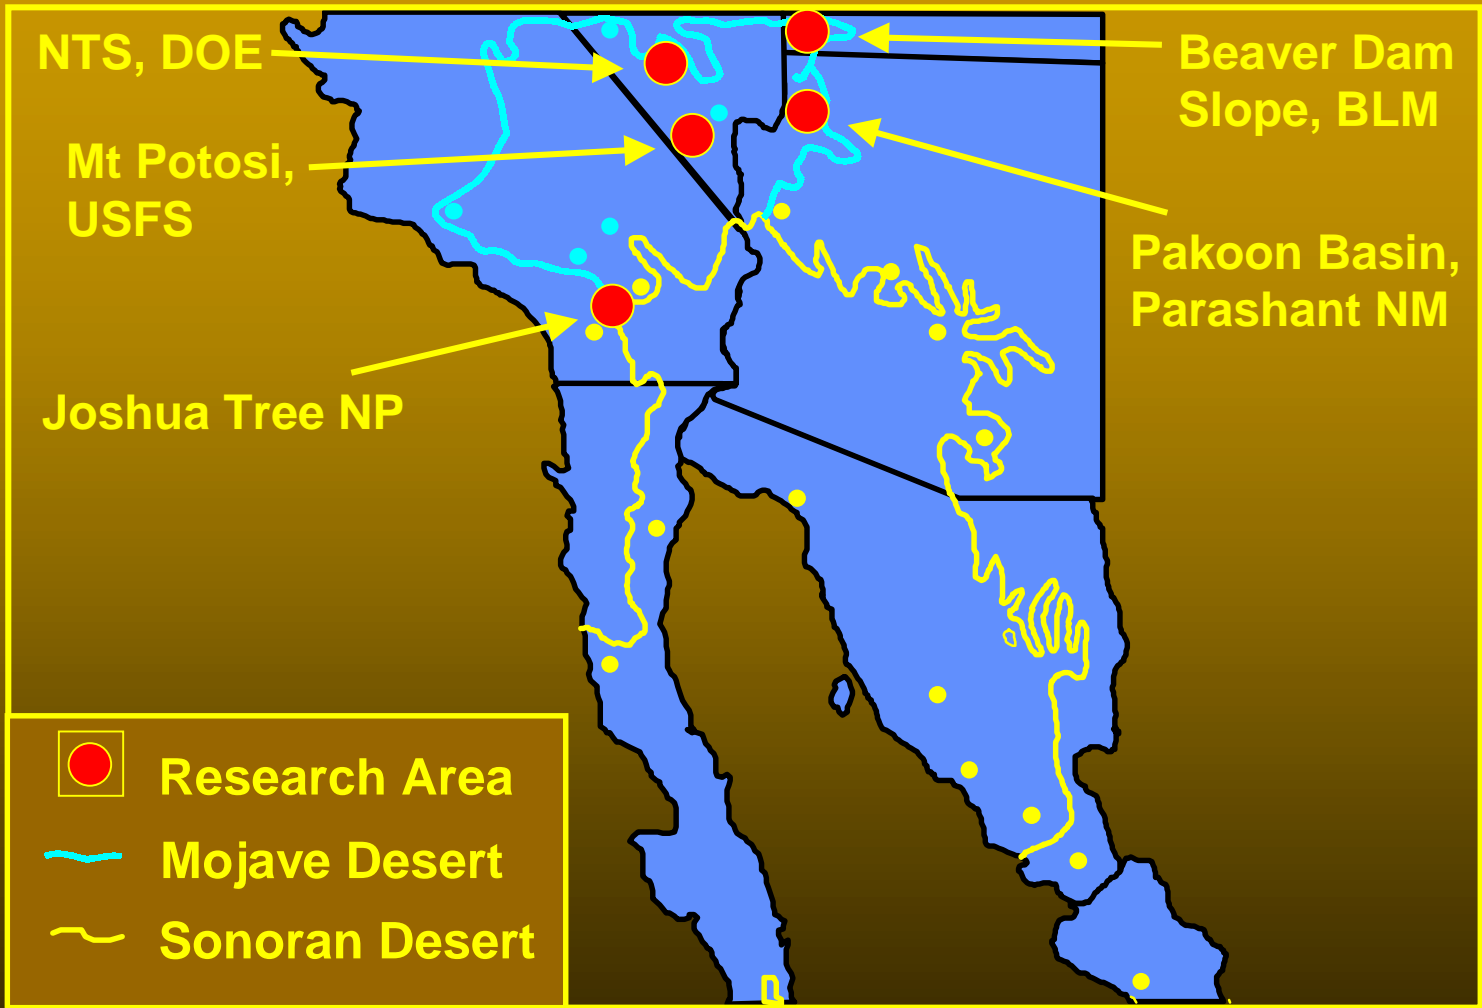 NTS, DOE
Mt Potosi,
USFS
Joshua Tree NP
Beaver Dam
Slope, BLM
Pakoon Basin,
Parashant NM
Research Area
Mojave Desert
Sonoran Desert